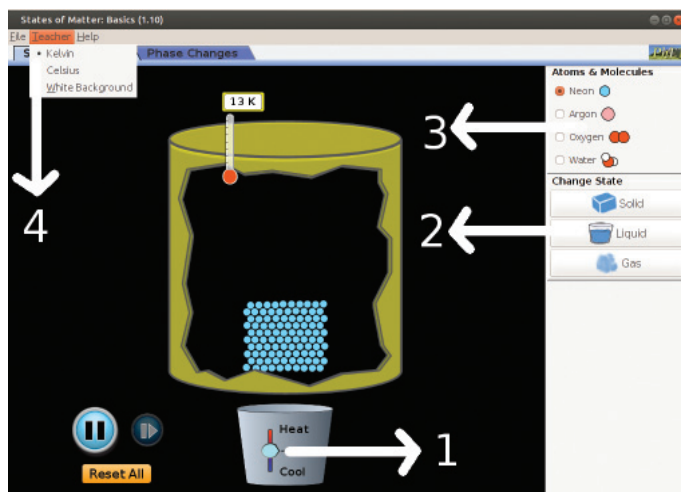 States of Matter: Basics (1.10)
File Teacher Help
S
Phase Changes
• Kelvin
Celsius
White Background
4
13 K
Atoms & Molecules
Neon
Argon
Oxygen
Water
3
Change State
Solid
Liquid
Gas
2
Heat
Cool
1
Reset All